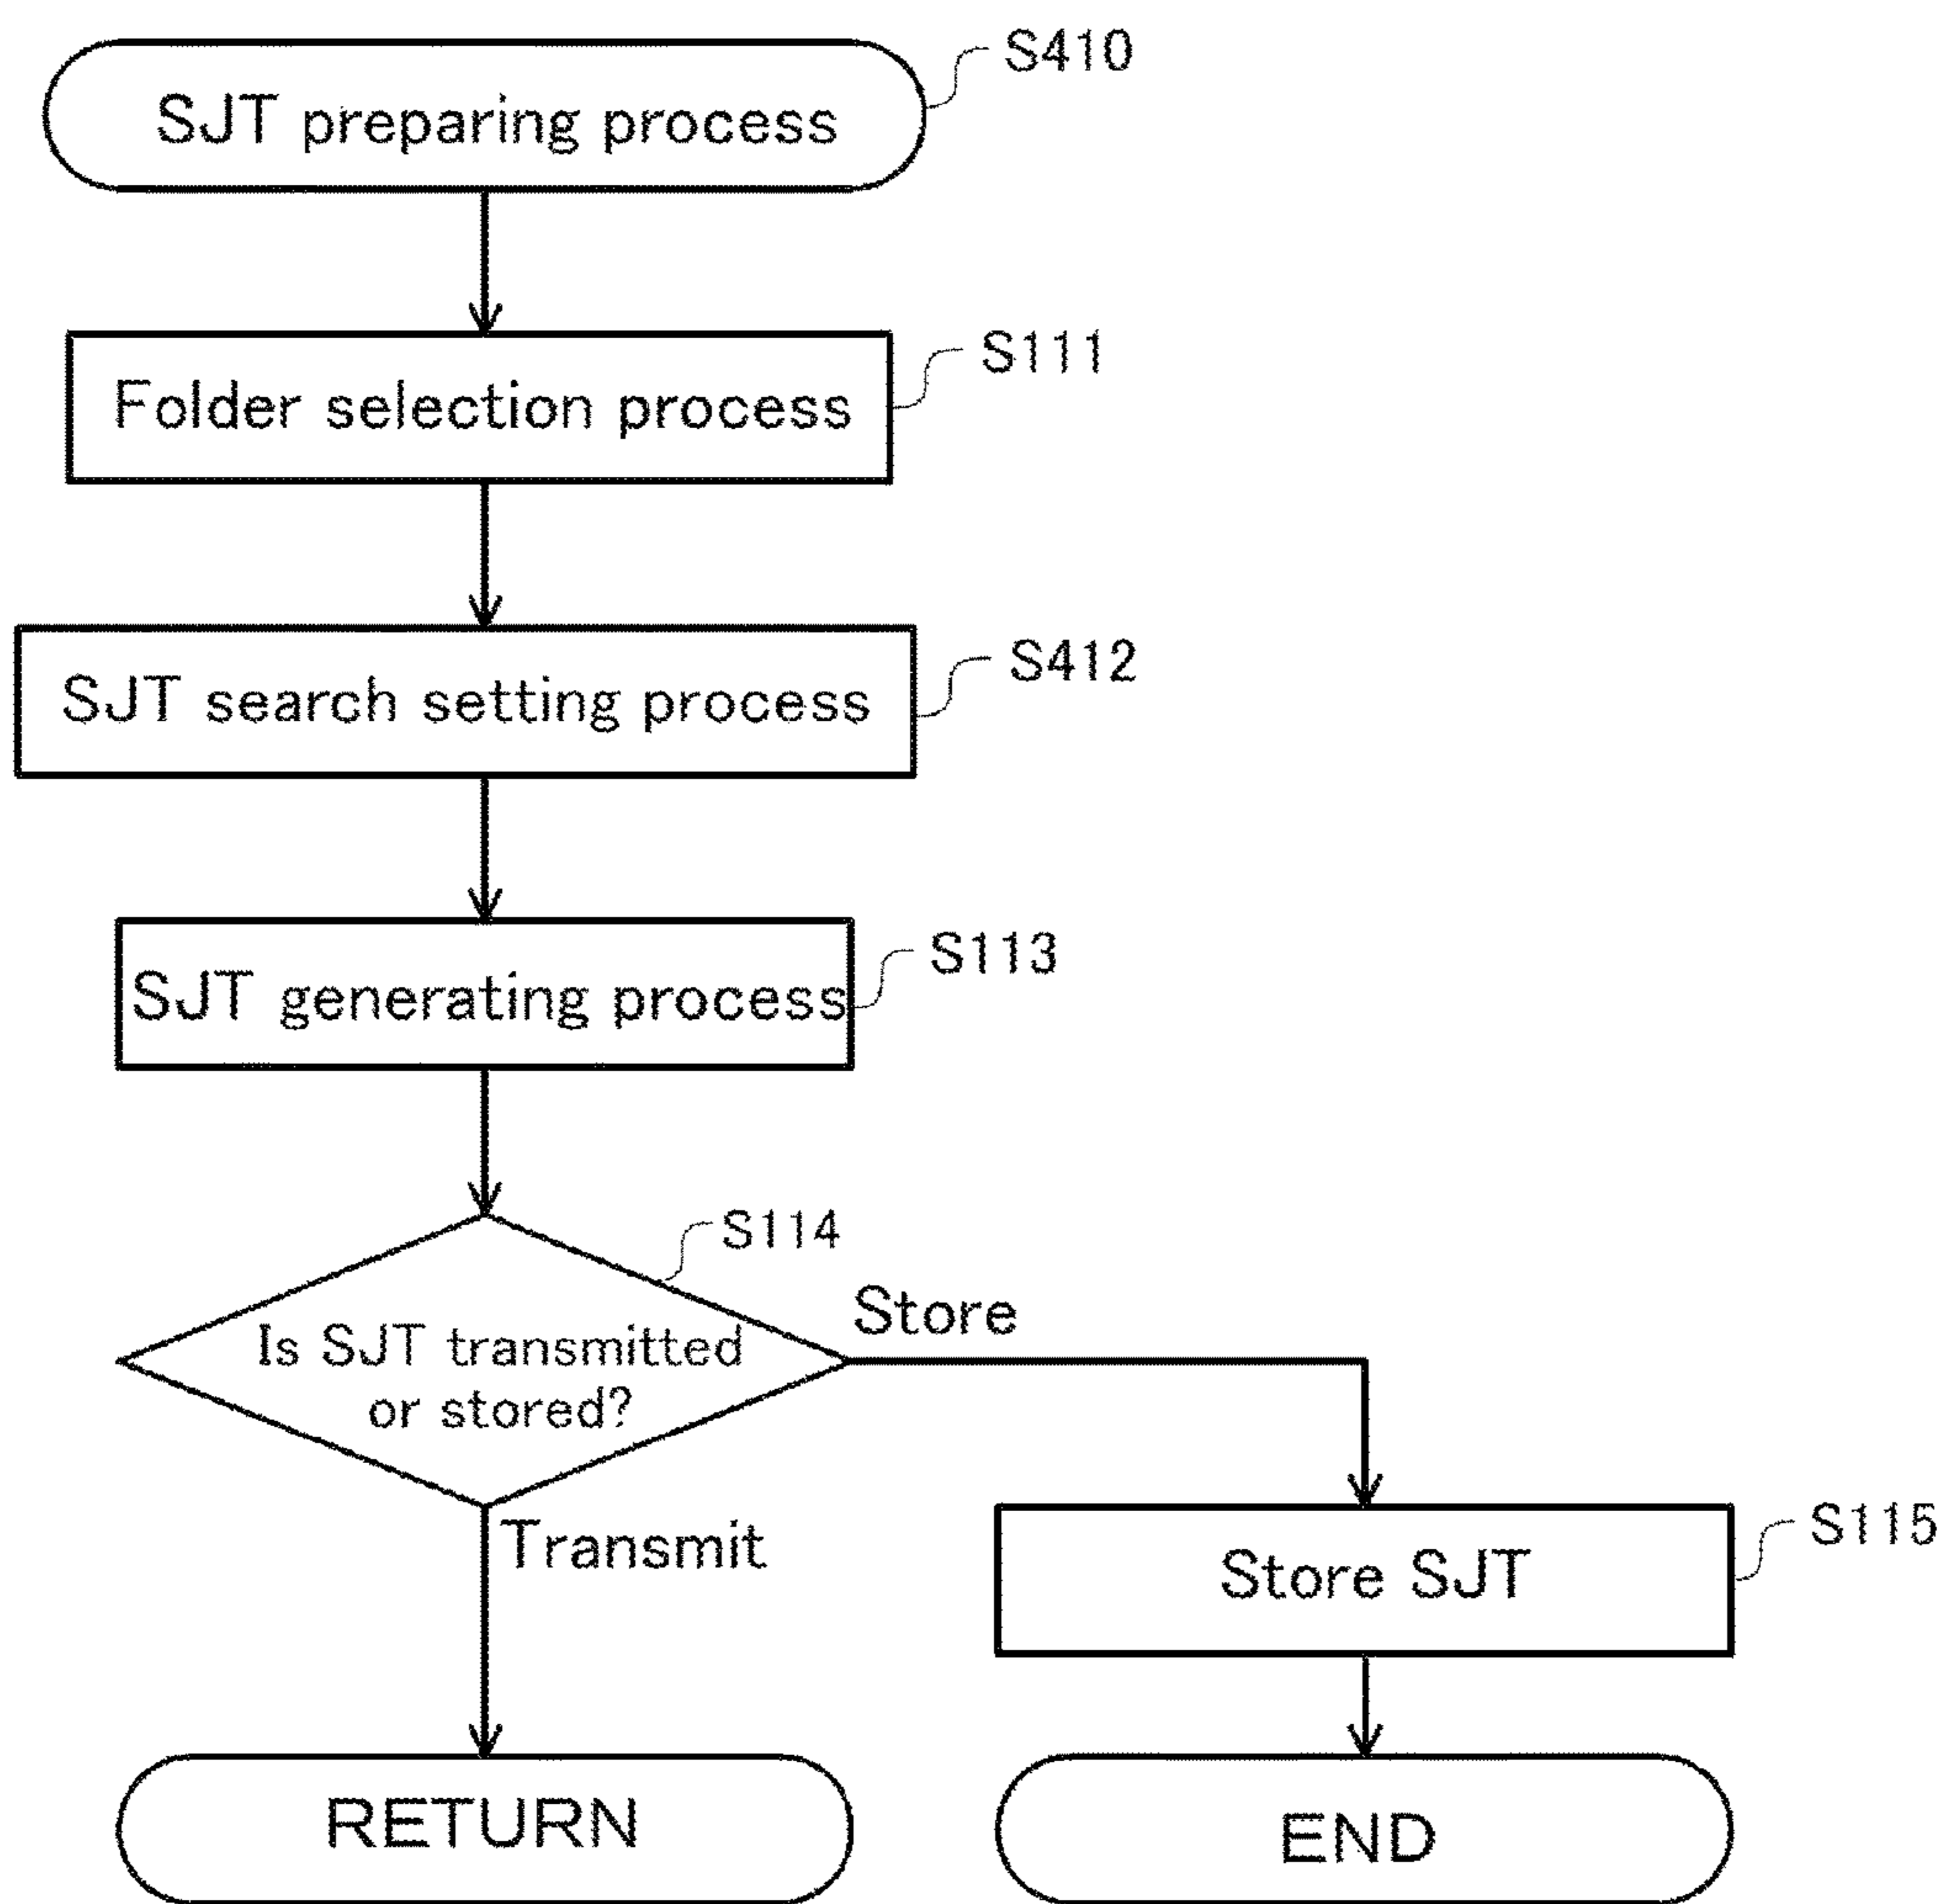 SJT preparing process
S410
Folder selection process
S111
SJT search setting process
S412
SJT generating process
S113
S114
Is SJT transmitted
or stored?
Store
Transmit
Store SJT
S115
RETURN
END